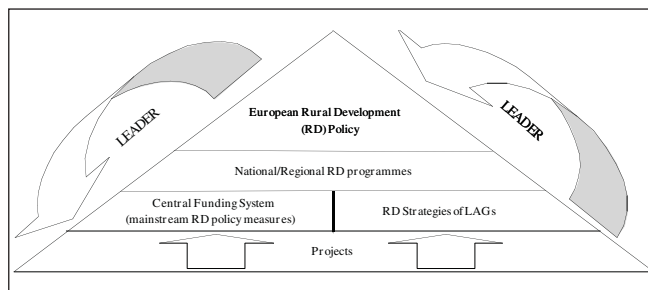 LEADER
LEADER
European Rural Development
(RD) Policy
National/Regional RD programmes
Central Funding System
(mainstream RD policy measures)
RD Strategies of LAGs
Projects